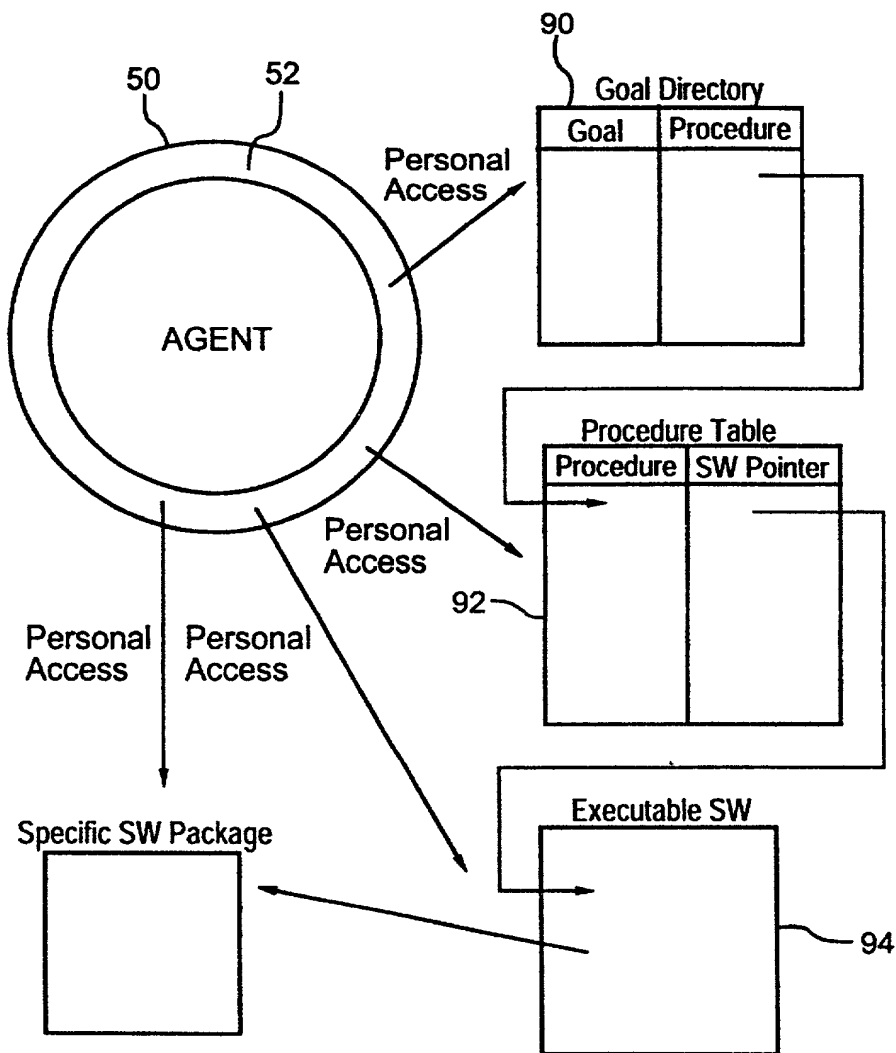 90
50
52
Goal Directory
Goal
Procedure
Personal
Access
AGENT
Procedure Table
Procedure
SW Pointer
Personal
Access
92
Personal
Access
Personal
Access
Executable SW
Specific SW Package
94